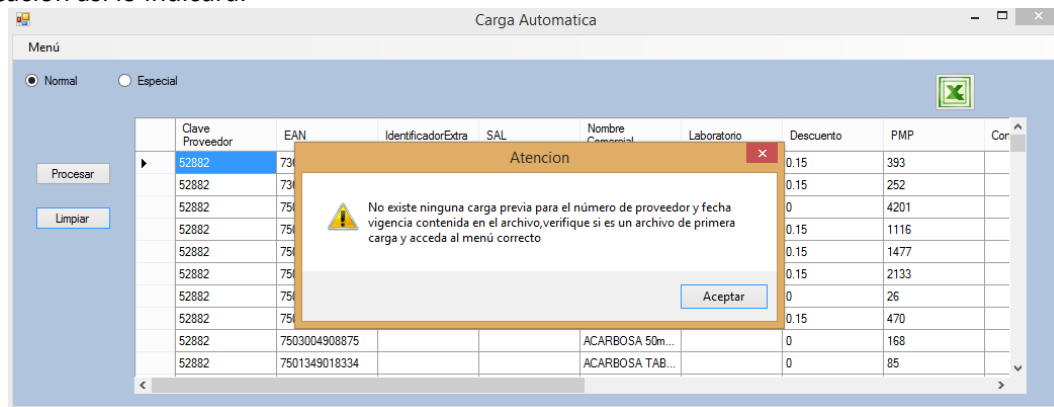 Carga Automatica
Menú
Normal Especial
Clave Proveedor EAN IdentificadorExtra SAL Nombre Comercial Laboratorio Descuento PMP
Procesar
Limpiar
52882 0.15 393
52882 0.15 252
52882 0 4201
52882 0.15 1116
52882 0.15 1477
52882 0.15 2133
52882 0 26
52882 0.15 470
52882 7503004908875 ACARBOSA 50m... 0 168
52882 7501349018334 ACARBOSA TAB... 0 85
Atencion
No existe ninguna carga previa para el número de proveedor y fecha
vigencia contenida en el archivo,verifique si es un archivo de primera
carga y acceda al menú correcto
Aceptar